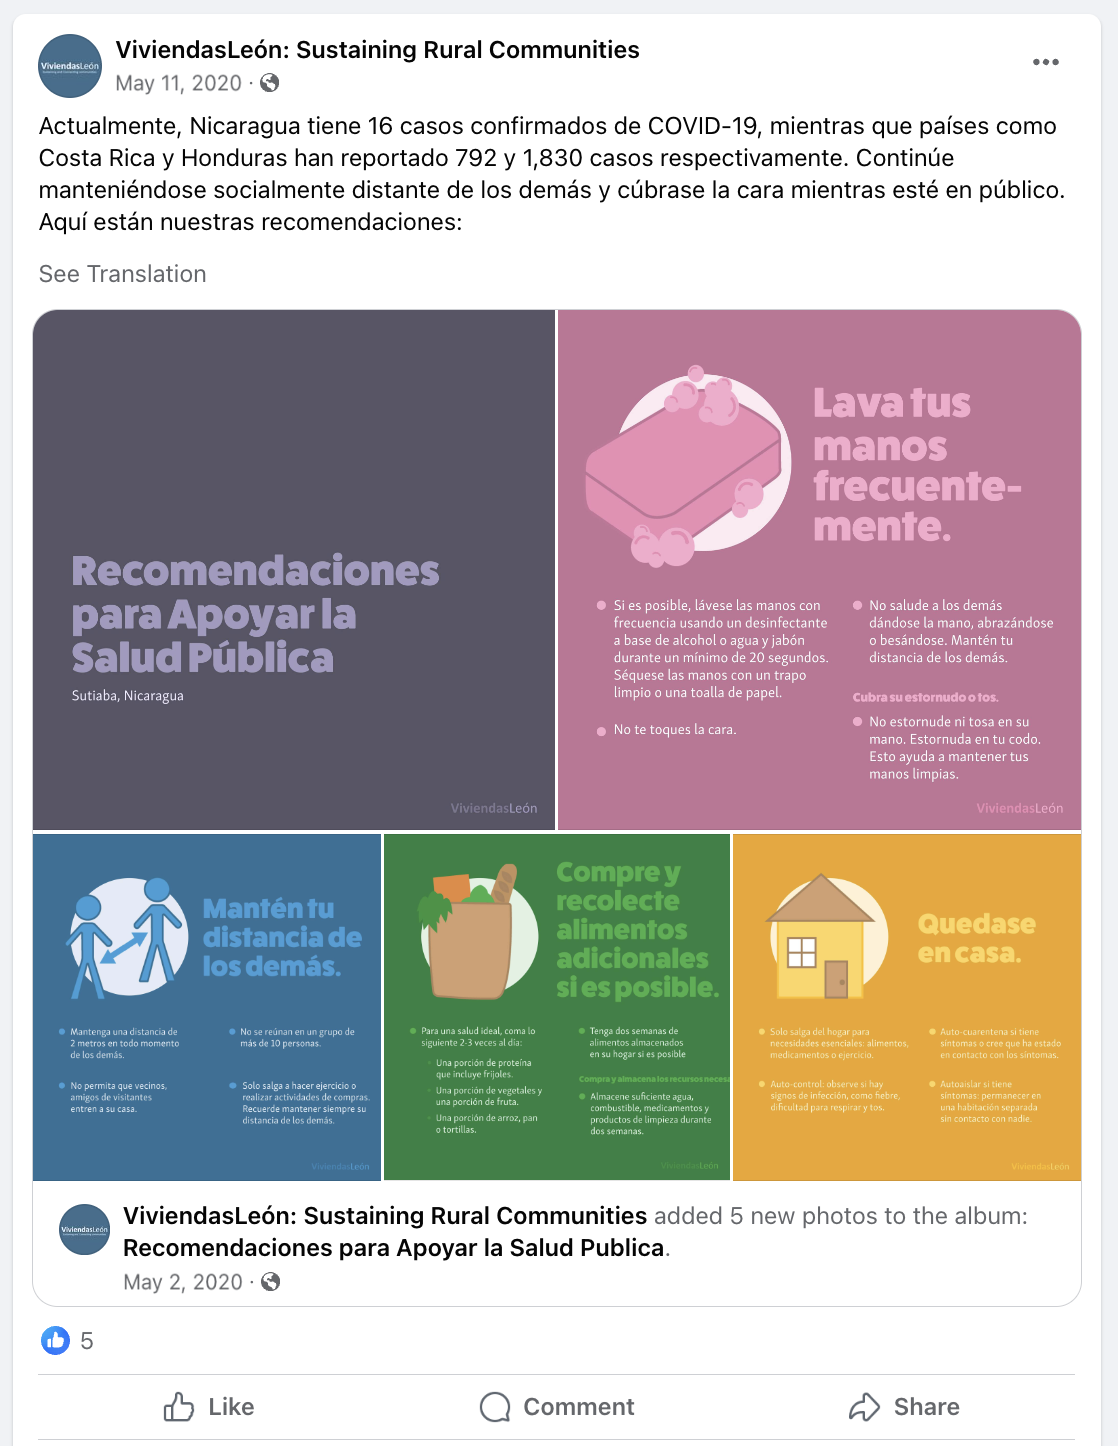 ViviendasLeón
ViviendasLeón: Sustaining Rural Communities
May 11, 2020 ·
Actualmente, Nicaragua tiene 16 casos confirmados de COVID-19, mientras que países como
Costa Rica y Honduras han reportado 792 y 1,830 casos respectivamente. Continúe
manteniéndose socialmente distante de los demás y cúbrase la cara mientras esté en público.
Aquí están nuestras recomendaciones:
See Translation
Recomendaciones
para Apoyar la
Salud Pública
Sutiaba, Nicaragua
ViviendasLeón
Lava tus
manos
frecuente-
mente.
Si es posible, lávese las manos con
frecuencia usando un desinfectante
a base de alcohol o agua y jabón
durante un mínimo de 20 segundos.
Séquese las manos con un trapo
limpio o una toalla de papel.
No te toques la cara.
No salude a los demás
dándose la mano, abrazándose
o besándose. Mantén tu
distancia de los demás.
Cubra su estornudo o tos.
No estornude ni tosa en su
mano. Estornuda en tu codo.
Esto ayuda a mantener tus
manos limpias.
ViviendasLeón
Mantén tu
distancia de
los demás.
Mantenga una distancia de
2 metros en todo momento
de los demás.
No permita que vecinos,
amigos de visitantes
entren a su casa.
No se reúnan en un grupo de
más de 10 personas.
Solo salga a hacer ejercicio o
realizar actividades de compras.
Recuerde mantener siempre su
distancia de los demás.
ViviendasLeón
Compre y
recolecte
alimentos
adicionales
si es posible.
Para una salud ideal, coma lo
siguiente 2-3 veces al día:
Una porción de proteína
que incluye frijoles.
Una porción de vegetales y
una porción de fruta.
Una porción de arroz, pan
o tortillas.
Tenga dos semanas de
alimentos almacenados
en su hogar si es posible
Compra y almacena los recursos neces
Almacene suficiente agua,
combustible, medicamentos y
productos de limpieza durante
dos semanas.
ViviendasLeón
Quedase
en casa.
Solo salga del hogar para
necesidades esenciales: alimentos,
medicamentos o ejercicio.
Auto-control: observe si hay
signos de infección, como fiebre,
dificultad para respirar y tos.
Auto-cuarentena si tiene
síntomas o cree que ha estado
en contacto con los síntomas.
Autoaislar si tiene
síntomas: permanecer en
una habitación separada
sin contacto con nadie.
ViviendasLeón
ViviendasLeón
ViviendasLeón: Sustaining Rural Communities added 5 new photos to the album:
Recomendaciones para Apoyar la Salud Publica.
May 2, 2020 ·
5
Like
Comment
Share